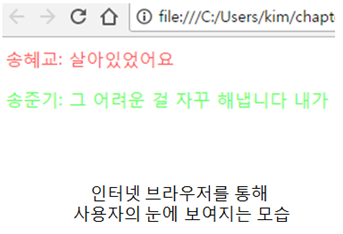 file:///C:/Users/kim/chapte
송혜교: 살아있었어요
송준기: 그 어려운 걸 자꾸 해냅니다 내가
인터넷 브라우저를 통해
사용자의 눈에 보여지는 모습